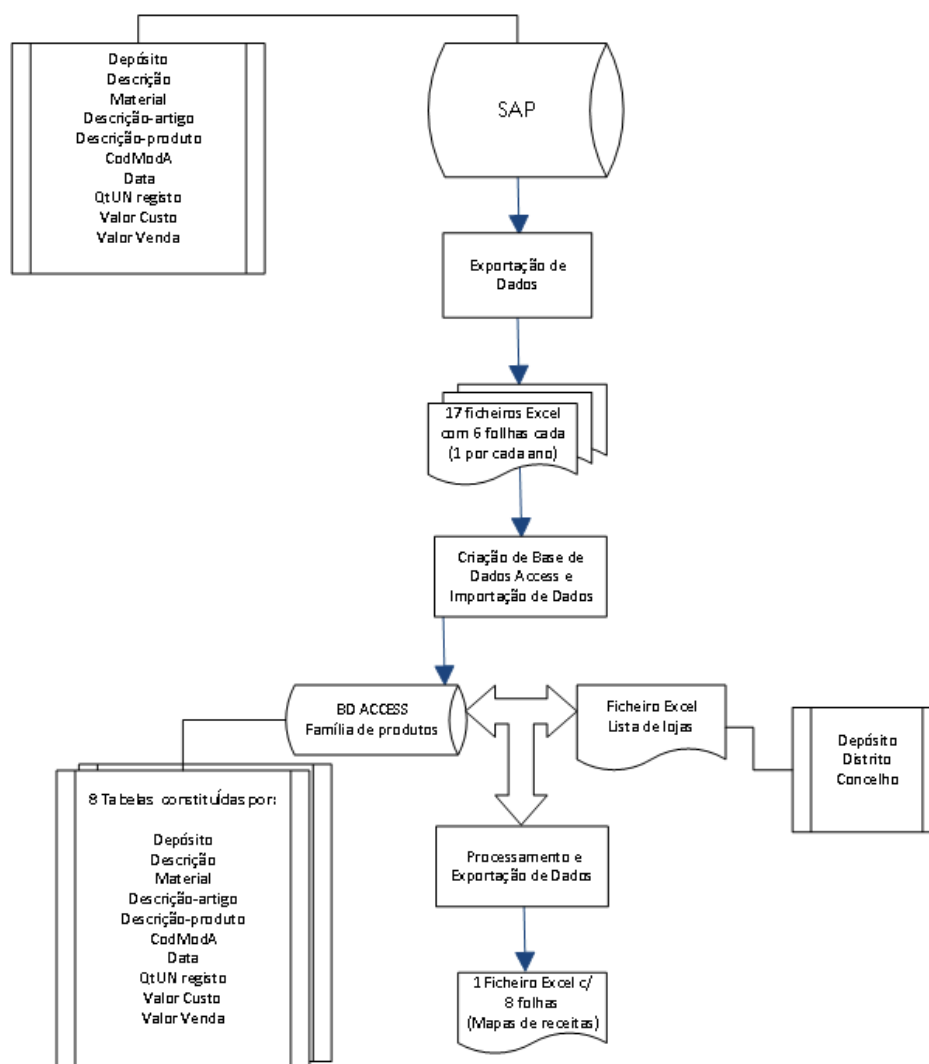 Depósito
Descrição
Material
Descrição-artigo
Descrição-produto
CodModA
Data
QtUN registo
Valor Custo
Valor Venda
SAP
Exportação de
Dados
17 ficheiros Excel
com 6 follhas cada
(1 por cada ano)
Criação de Base de
Dados Access e
Importação de Dados
BD ACCESS
Família de produtos
Ficheiro Excel
Lista de lojas
Depósito
Distrito
Concelho
8 Tabelas constituídas por:
Depósito
Descrição
Material
Descrição-artigo
Descrição-produto
CodModA
Data
QtUN registo
Valor Custo
Valor Venda
Processamento e
Exportação de Dados
1 Ficheiro Excel c/
8 folhas
(Mapas de receitas)